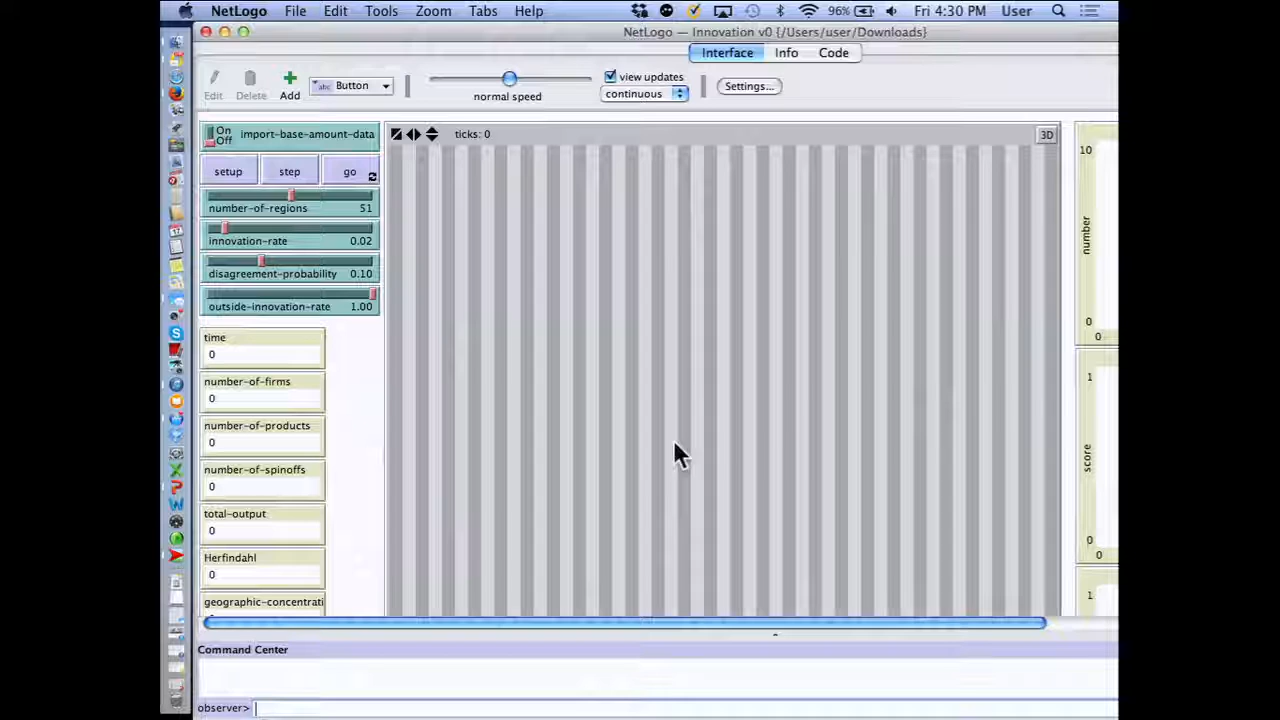 NetLogo File Edit Tools Zoom Tabs Help 96% Fri 4:30 PM User
NetLogo — Innovation v0 {/Users/user/Downloads}
Interface Info Code
Edit Delete Add abc Button normal speed view updates continuous Settings...
On Off import-base-amount-data
ticks: 0 3D
setup step go
number-of-regions 51
innovation-rate 0.02
disagreement-probability 0.10
outside-innovation-rate 1.00
time
0
number-of-firms
0
number-of-products
0
number-of-spinoffs
0
total-output
0
Herfindahl
0
geographic-concentrati
10
number
0
0
1
score
0
0
1
Command Center
observer>